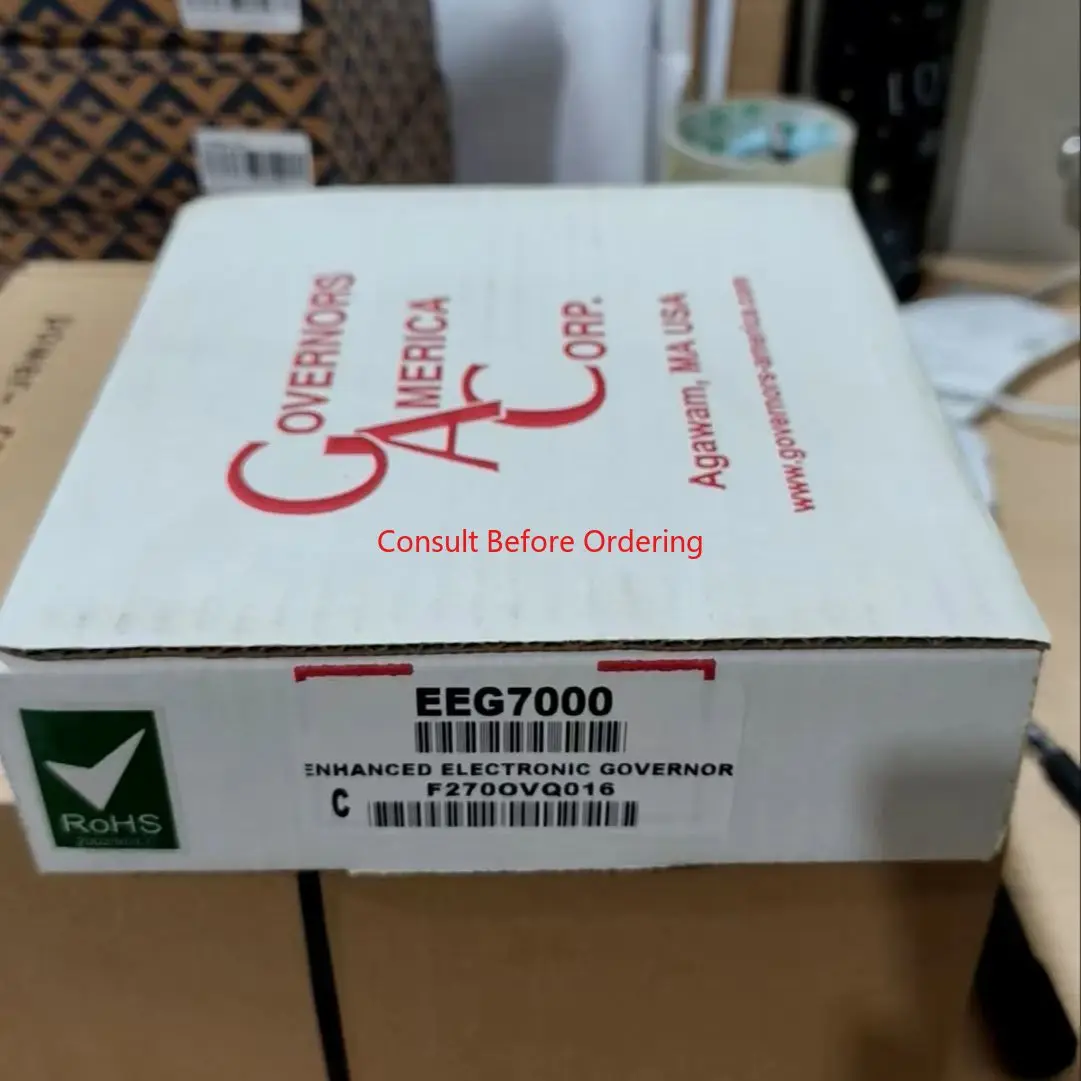 GOVERNORS
AMERICA
CORP.
Agawam, MA USA
www.governors-america.com
Consult Before Ordering
EEG7000
ENHANCED ELECTRONIC GOVERNOR
F270OVQ016
C
RoHS